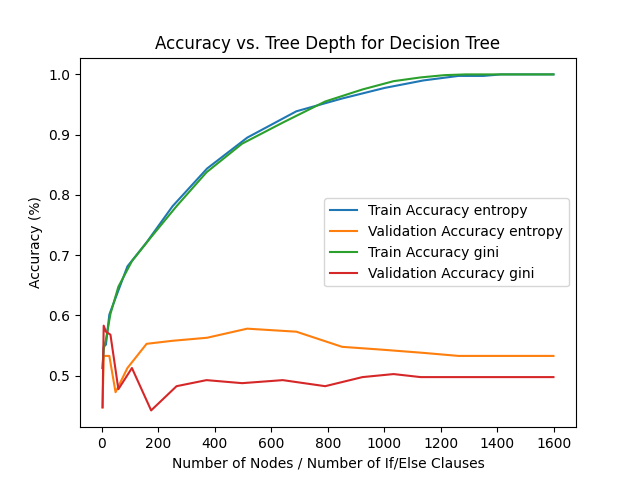 Accuracy vs. Tree Depth for Decision Tree
1.0
0.9
0.8
0.7
0.6
0.5
Accuracy (%)
Train Accuracy entropy
Validation Accuracy entropy
Train Accuracy gini
Validation Accuracy gini
0 200 400 600 800 1000 1200 1400 1600
Number of Nodes / Number of If/Else Clauses